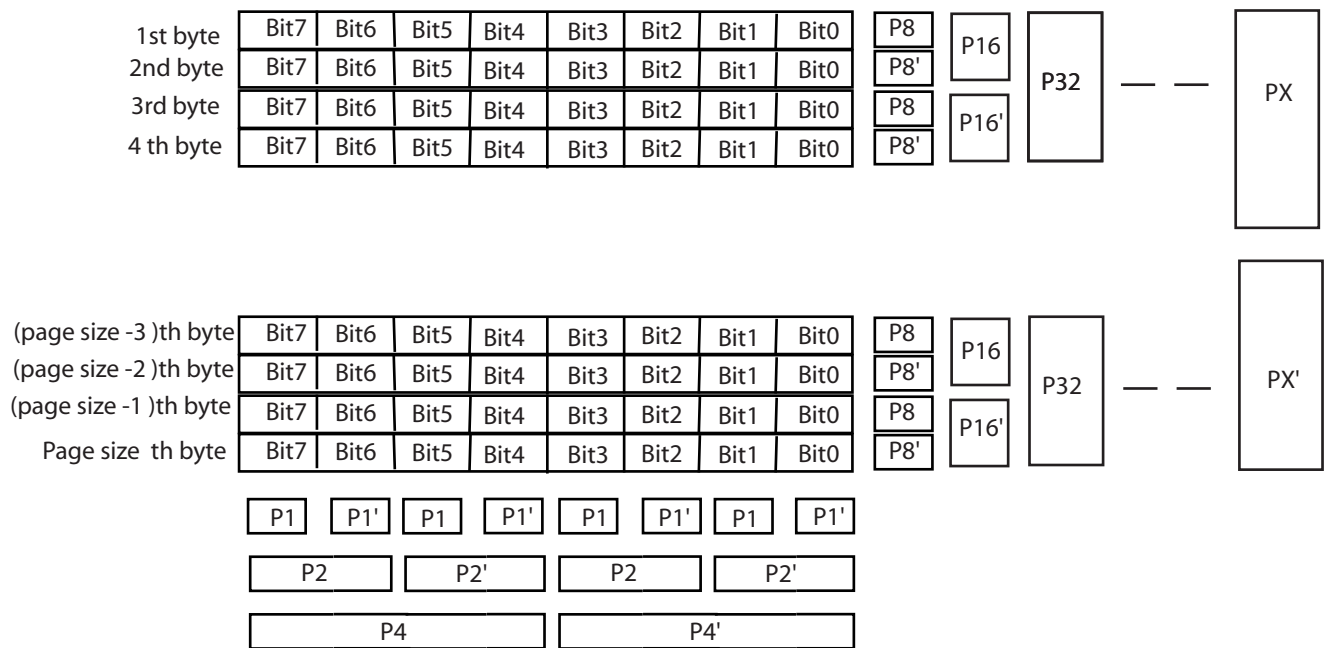 1st byte Bit7 Bit6 Bit5 Bit4 Bit3 Bit2 Bit1 Bit0 P8 P16 P32 PX
2nd byte Bit7 Bit6 Bit5 Bit4 Bit3 Bit2 Bit1 Bit0 P8'
3rd byte Bit7 Bit6 Bit5 Bit4 Bit3 Bit2 Bit1 Bit0 P8 P16'
4 th byte Bit7 Bit6 Bit5 Bit4 Bit3 Bit2 Bit1 Bit0 P8'
(page size -3 )th byte Bit7 Bit6 Bit5 Bit4 Bit3 Bit2 Bit1 Bit0 P8 P16 P32 PX'
(page size -2 )th byte Bit7 Bit6 Bit5 Bit4 Bit3 Bit2 Bit1 Bit0 P8'
(page size -1 )th byte Bit7 Bit6 Bit5 Bit4 Bit3 Bit2 Bit1 Bit0 P8 P16'
Page size th byte Bit7 Bit6 Bit5 Bit4 Bit3 Bit2 Bit1 Bit0 P8'
P1 P1' P1 P1' P1 P1' P1 P1'
P2 P2' P2 P2'
P4 P4'